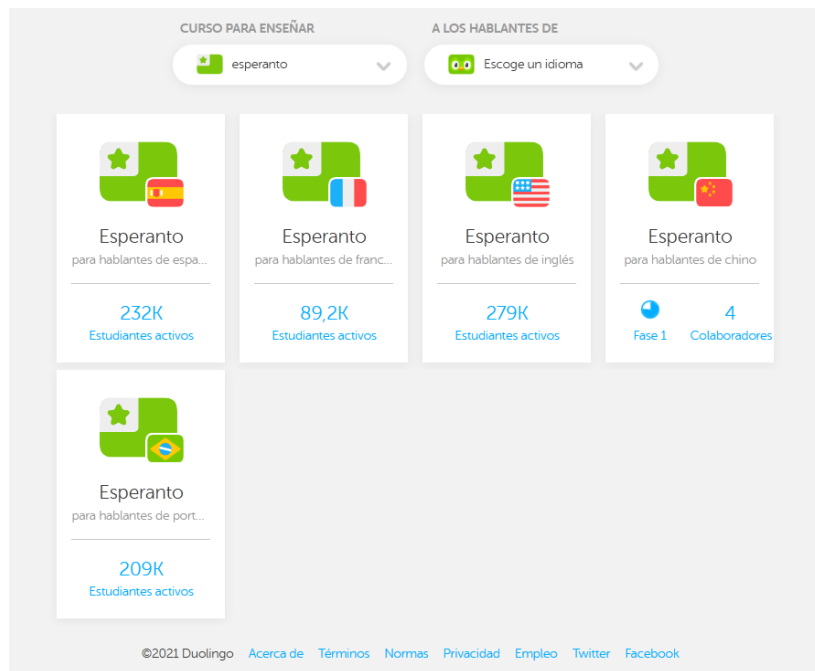 CURSO PARA ENSEÑAR
A LOS HABLANTES DE
esperanto
Escoge un idioma
Esperanto
para hablantes de espa...
232K
Estudiantes activos
Esperanto
para hablantes de franc...
89,2K
Estudiantes activos
Esperanto
para hablantes de inglés
279K
Estudiantes activos
Esperanto
para hablantes de chino
Fase 1
4
Colaboradores
Esperanto
para hablantes de port...
209K
Estudiantes activos
©2021 Duolingo Acerca de Términos Normas Privacidad Empleo Twitter Facebook